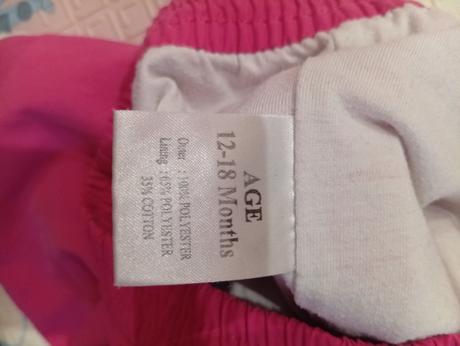 AGE
12-18 Months
Outer : 100% POLYESTER
Lining : 65% POLYESTER
35% COTTON